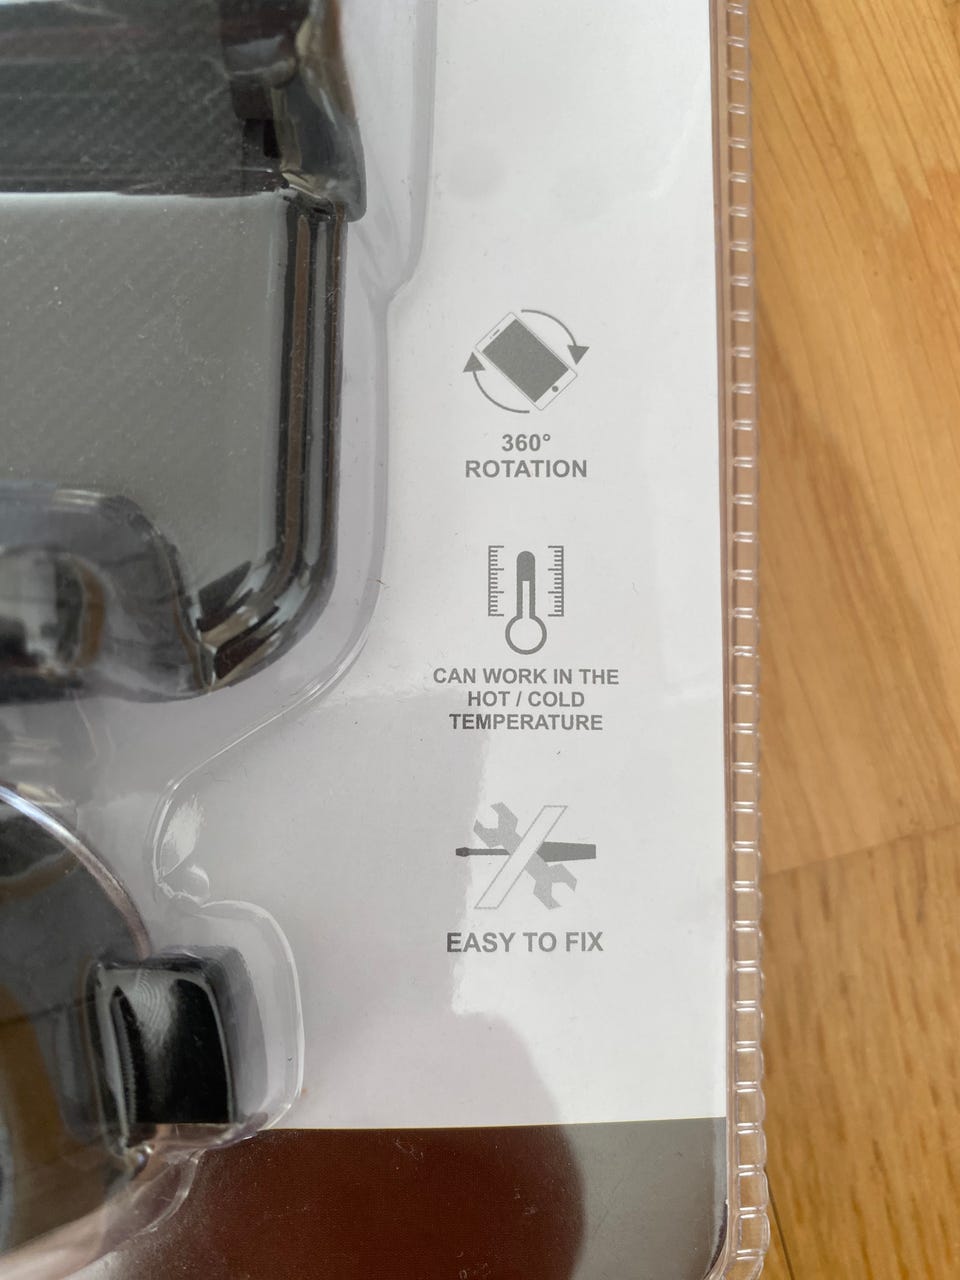 360°
ROTATION
CAN WORK IN THE
HOT / COLD
TEMPERATURE
EASY TO FIX